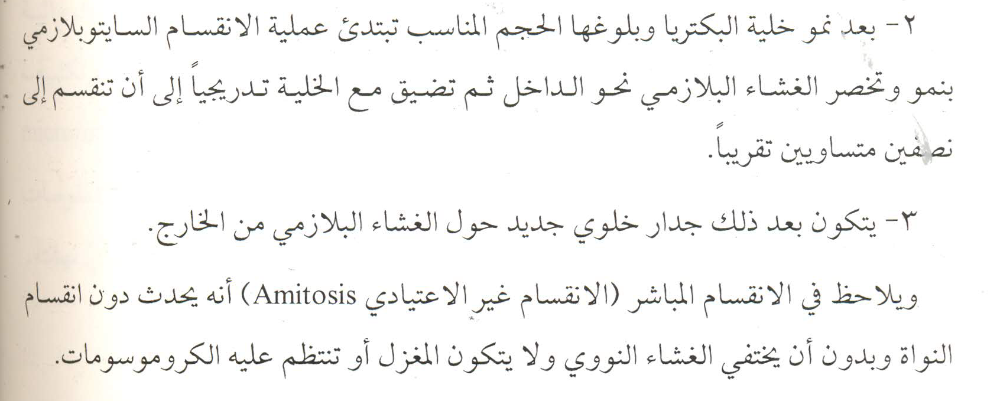 ٢- بعد نمو خلية البكتريا وبلوغها الحجم المناسب تبتدئ عملية الانقسام السايتوبلازمي
بنمو وتخصر الغشاء البلازمي نحو الداخل ثم تضيق مع الخلية تدريجياً إلى أن تنقسم إلى
نصفين متساويين تقريباً.
٣- يتكون بعد ذلك جدار خلوي جديد حول الغشاء البلازمي من الخارج.
ويلاحظ في الانقسام المباشر (الانقسام غير الاعتيادي Amitosis) أنه يحدث دون انقسام
النواة وبدون أن يختفي الغشاء النووي ولا يتكون المغزل أو تنتظم عليه الكروموسومات.